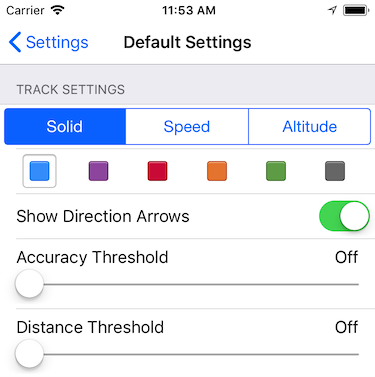 Carrier 11:53 AM
Settings Default Settings
TRACK SETTINGS
Solid Speed Altitude
Show Direction Arrows
Accuracy Threshold Off
Distance Threshold Off